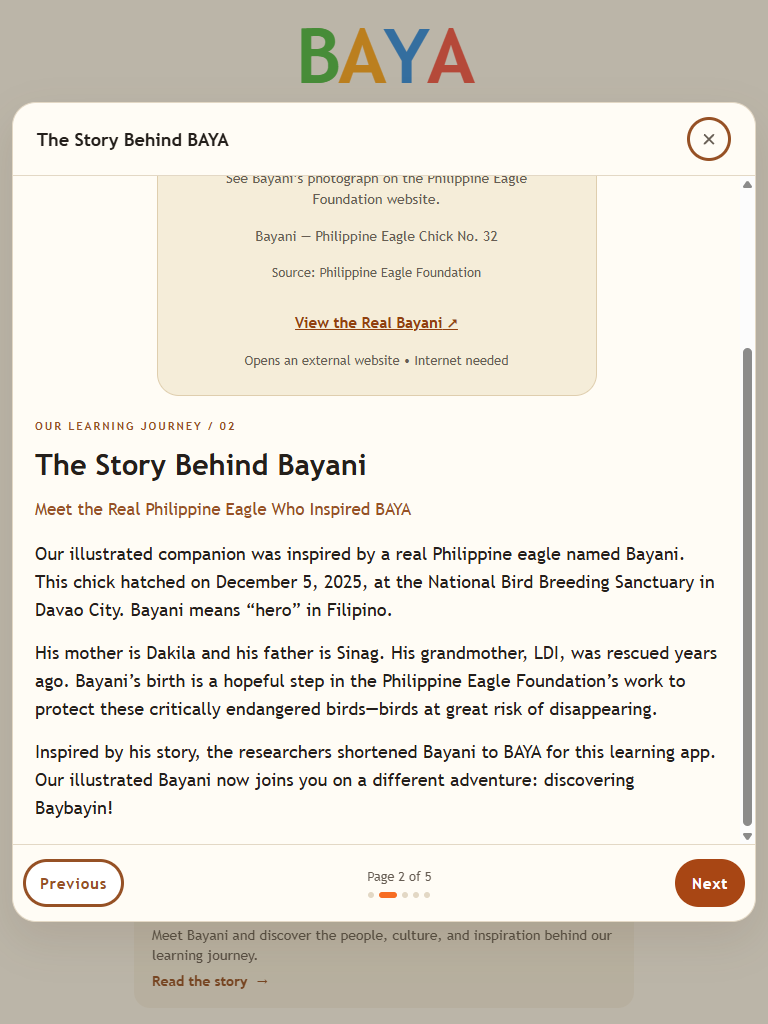 BAYA
The Story Behind BAYA
×
See Bayani’s photograph on the Philippine Eagle
Foundation website.
Bayani — Philippine Eagle Chick No. 32
Source: Philippine Eagle Foundation
View the Real Bayani ↗
Opens an external website • Internet needed
OUR LEARNING JOURNEY / 02
The Story Behind Bayani
Meet the Real Philippine Eagle Who Inspired BAYA
Our illustrated companion was inspired by a real Philippine eagle named Bayani.
This chick hatched on December 5, 2025, at the National Bird Breeding Sanctuary in
Davao City. Bayani means “hero” in Filipino.
His mother is Dakila and his father is Sinag. His grandmother, LDI, was rescued years
ago. Bayani’s birth is a hopeful step in the Philippine Eagle Foundation’s work to
protect these critically endangered birds—birds at great risk of disappearing.
Inspired by his story, the researchers shortened Bayani to BAYA for this learning app.
Our illustrated Bayani now joins you on a different adventure: discovering
Baybayin!
Previous
Page 2 of 5
Next
Meet Bayani and discover the people, culture, and inspiration behind our
learning journey.
Read the story →